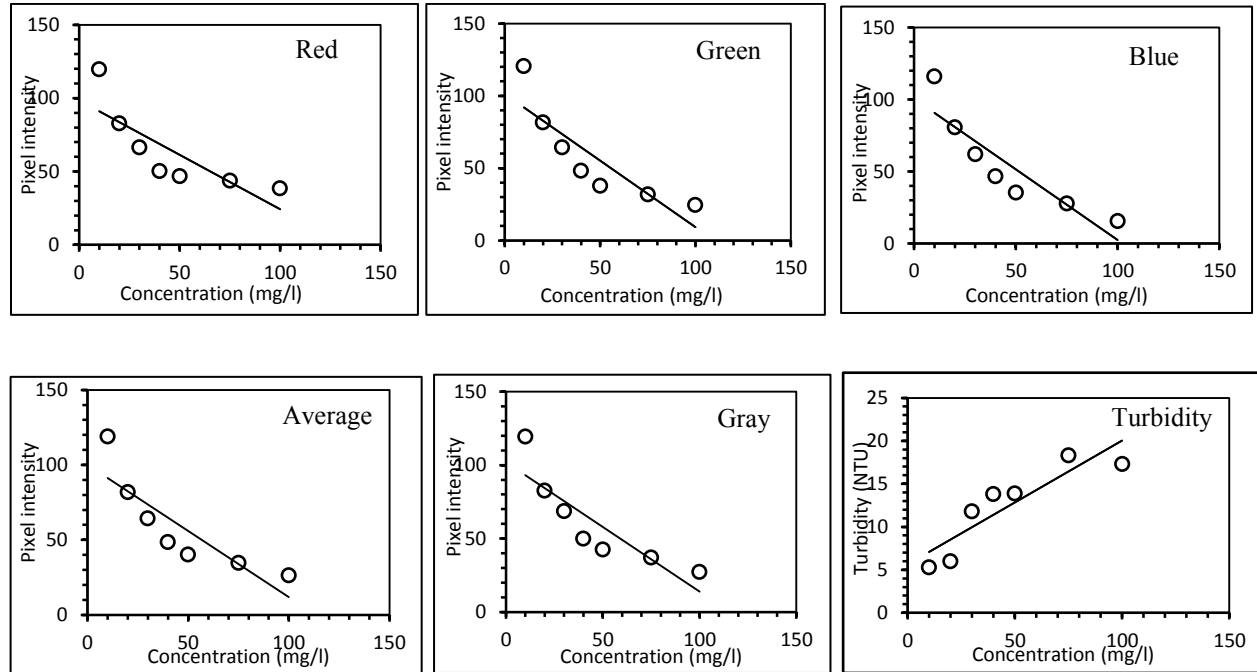 Red
150
100
50
0
Pixel intensity
0 50 100 150
Concentration (mg/l)
Green
150
100
50
0
Pixel intensity
0 50 100 150
Concentration (mg/l)
Blue
150
100
50
0
Pixel intensity
0 50 100 150
Concentration (mg/l)
Average
150
100
50
0
Pixel intensity
0 50 100 150
Concentration (mg/l)
Gray
150
100
50
0
Pixel intensity
0 50 100 150
Concentration (mg/l)
Turbidity
25
20
15
10
5
0
Turbidity (NTU)
0 50 100 150
Concentration (mg/l)